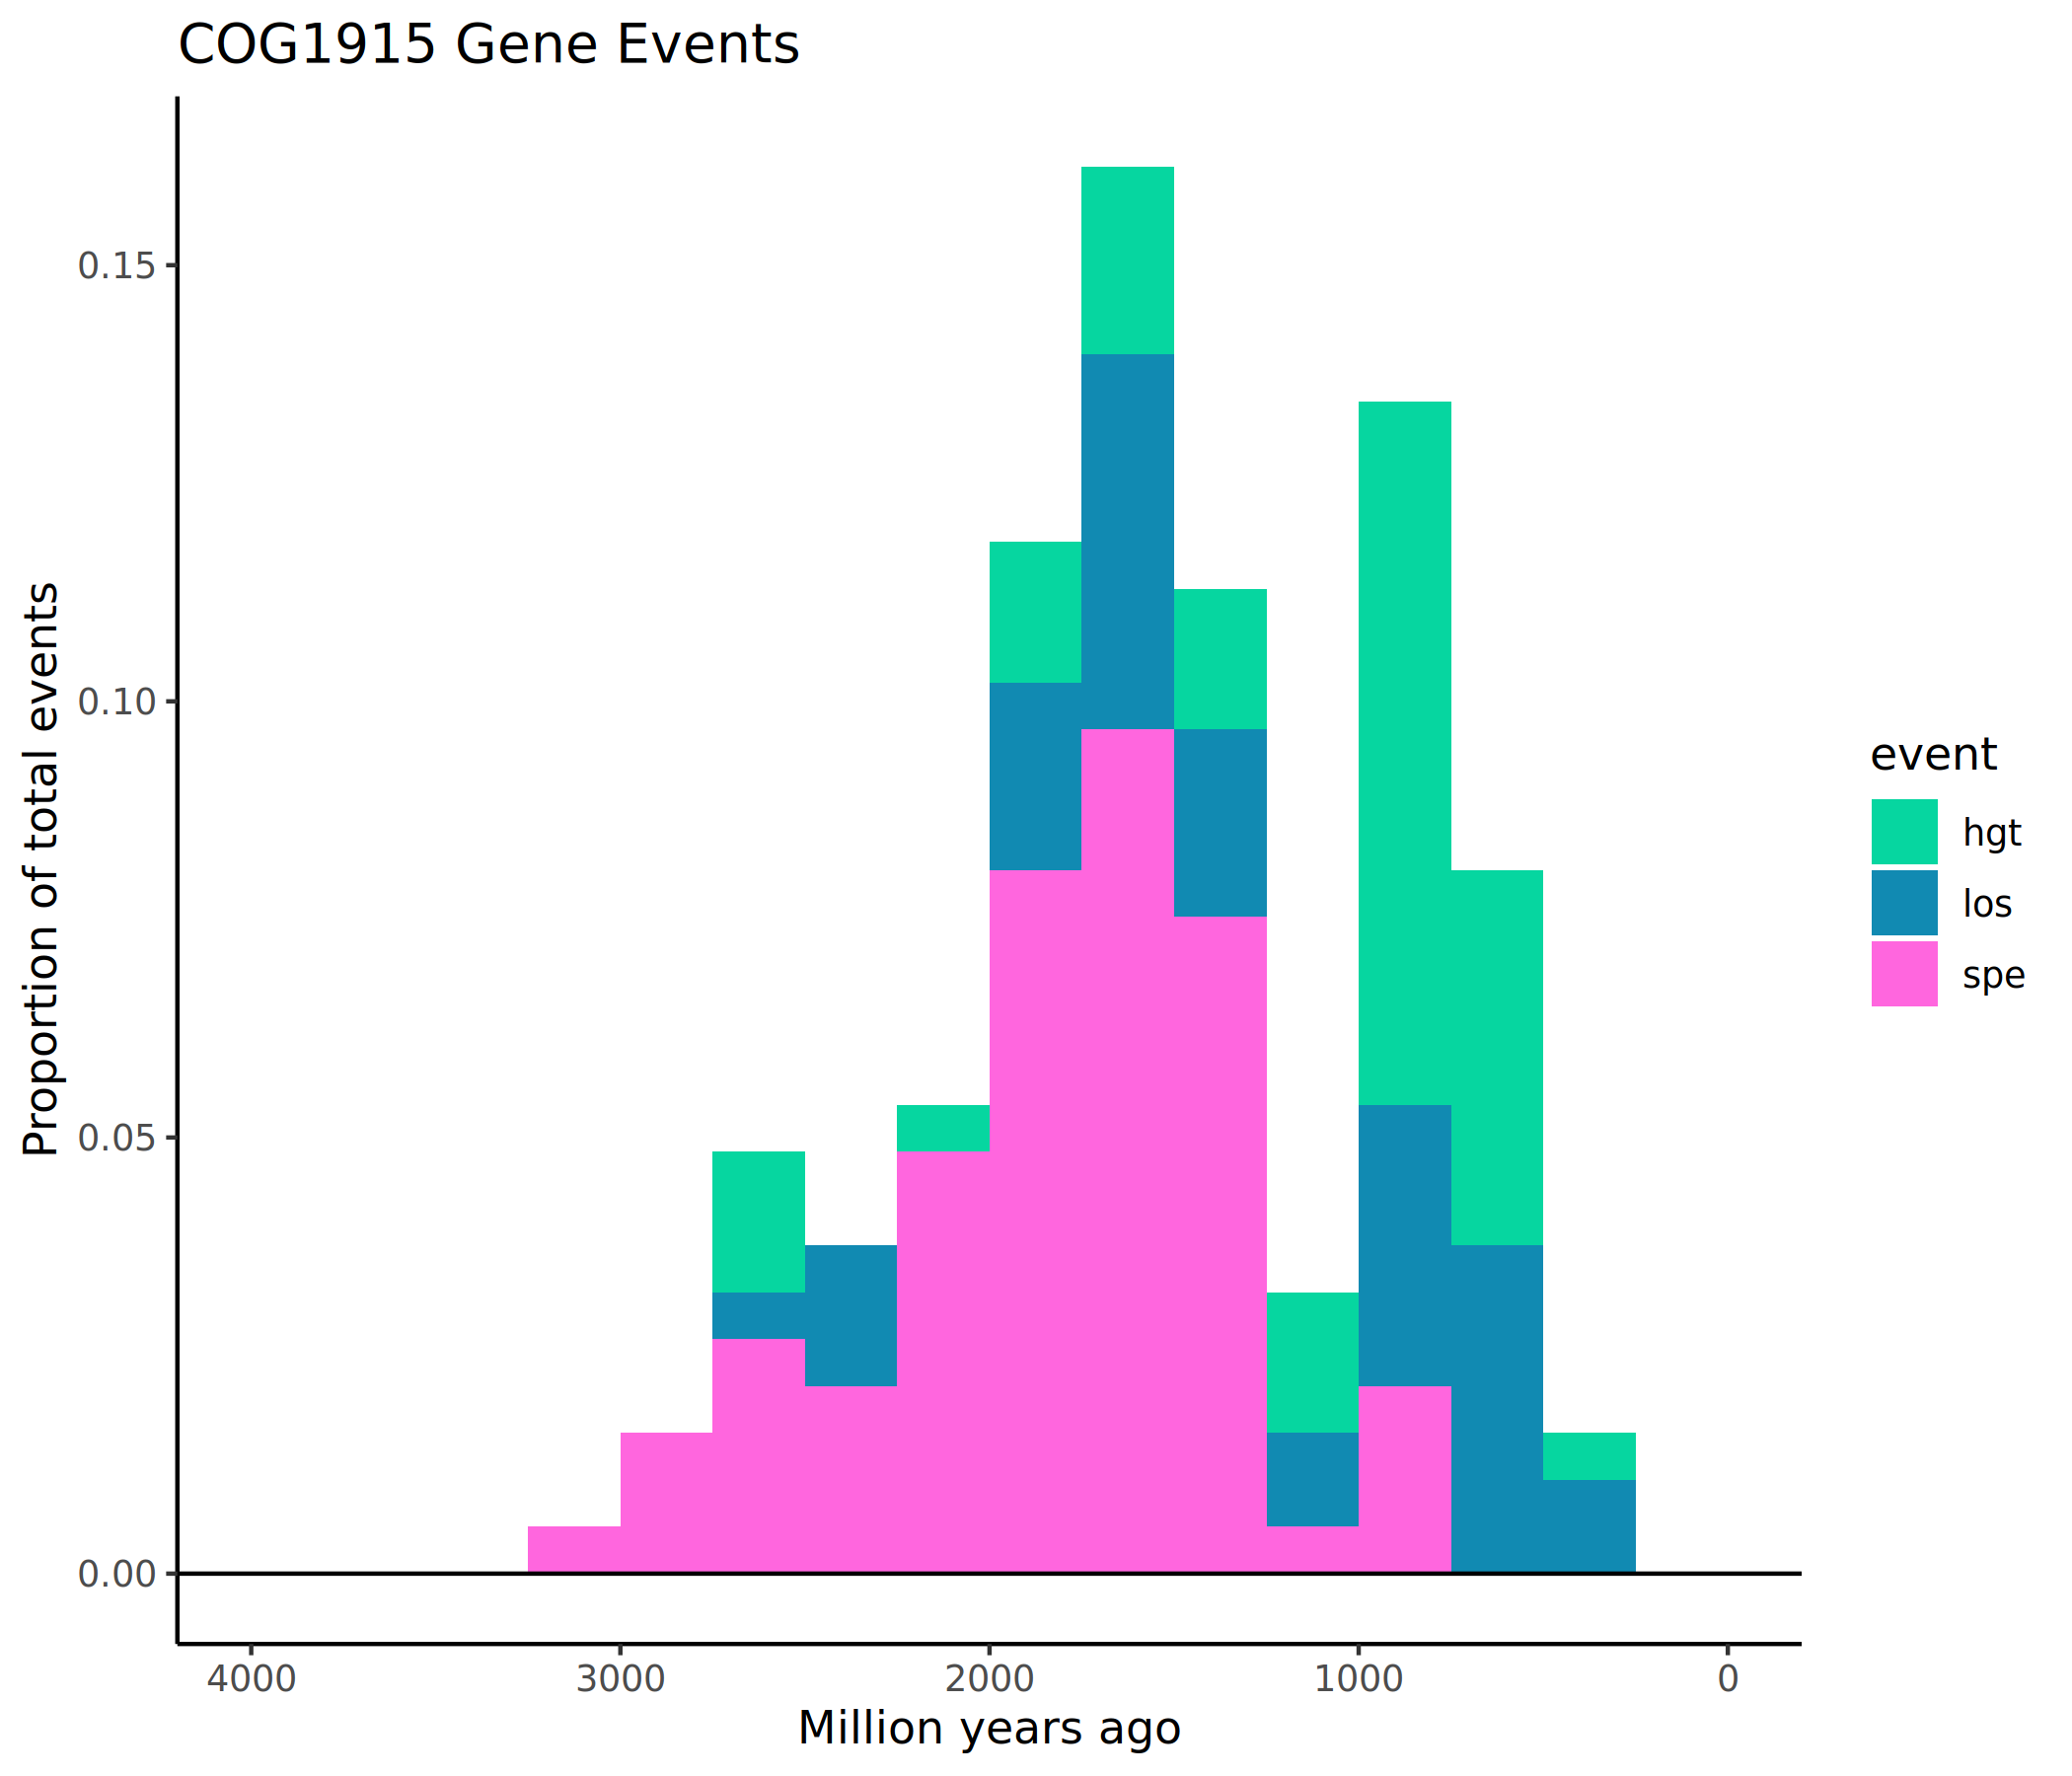 COG1915 Gene Events
Proportion of total events
0.15
0.10
0.05
0.00
4000 3000 2000 1000 0
Million years ago
event
hgt
los
spe